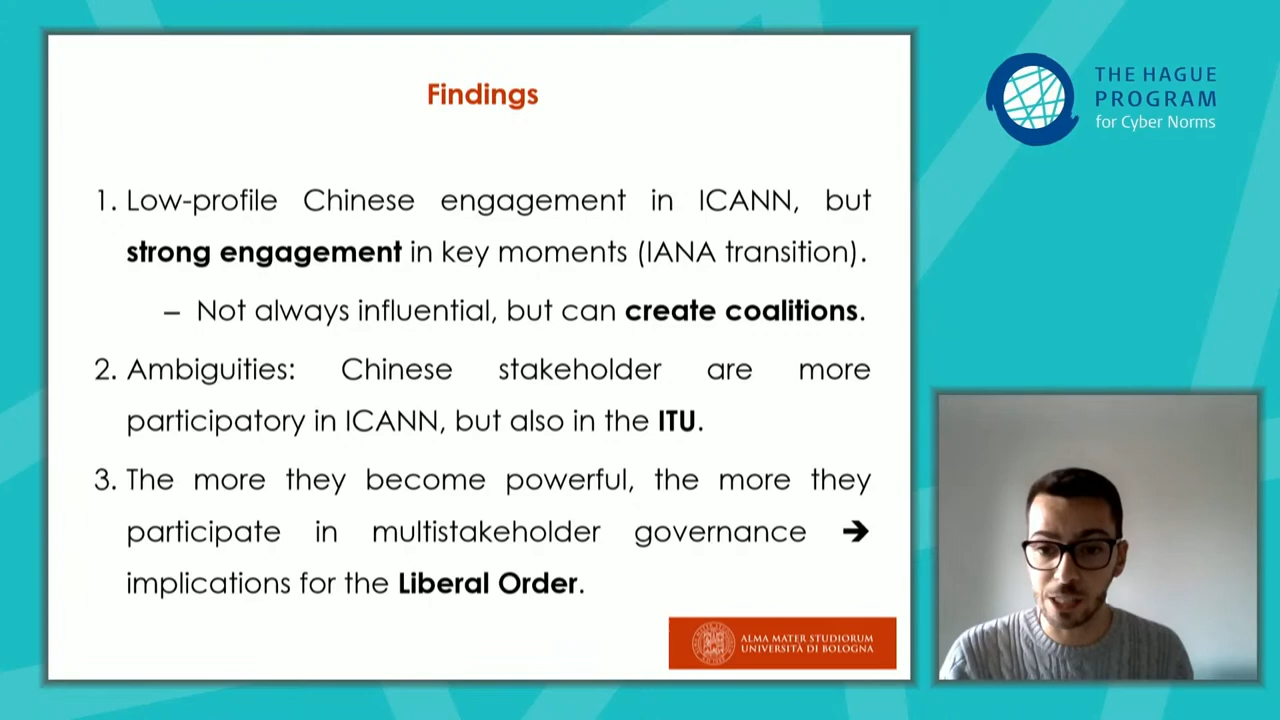 Findings
1. Low-profile Chinese engagement in ICANN, but
strong engagement in key moments (IANA transition).
– Not always influential, but can create coalitions.
2. Ambiguities: Chinese stakeholder are more
participatory in ICANN, but also in the ITU.
3. The more they become powerful, the more they
participate in multistakeholder governance ➔
implications for the Liberal Order.
ALMA MATER STUDIORUM
UNIVERSITÀ DI BOLOGNA
THE HAGUE
PROGRAM
for Cyber Norms